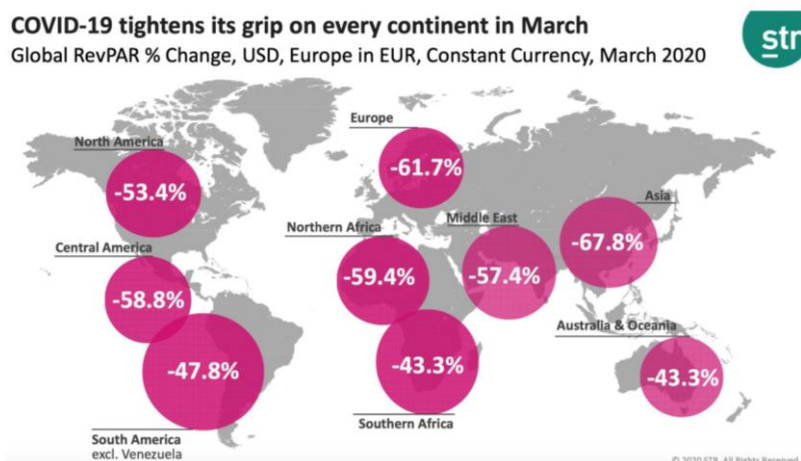 COVID-19 tightens its grip on every continent in March
Global RevPAR % Change, USD, Europe in EUR, Constant Currency, March 2020
str
Europe
-61.7%
North America
-53.4%
Asia
-67.8%
Middle East
-57.4%
Northern Africa
-59.4%
Central America
-58.8%
Australia & Oceania
-43.3%
-47.8%
-43.3%
Southern Africa
South America
excl. Venezuela
© 2020 STR. All Rights Reserved